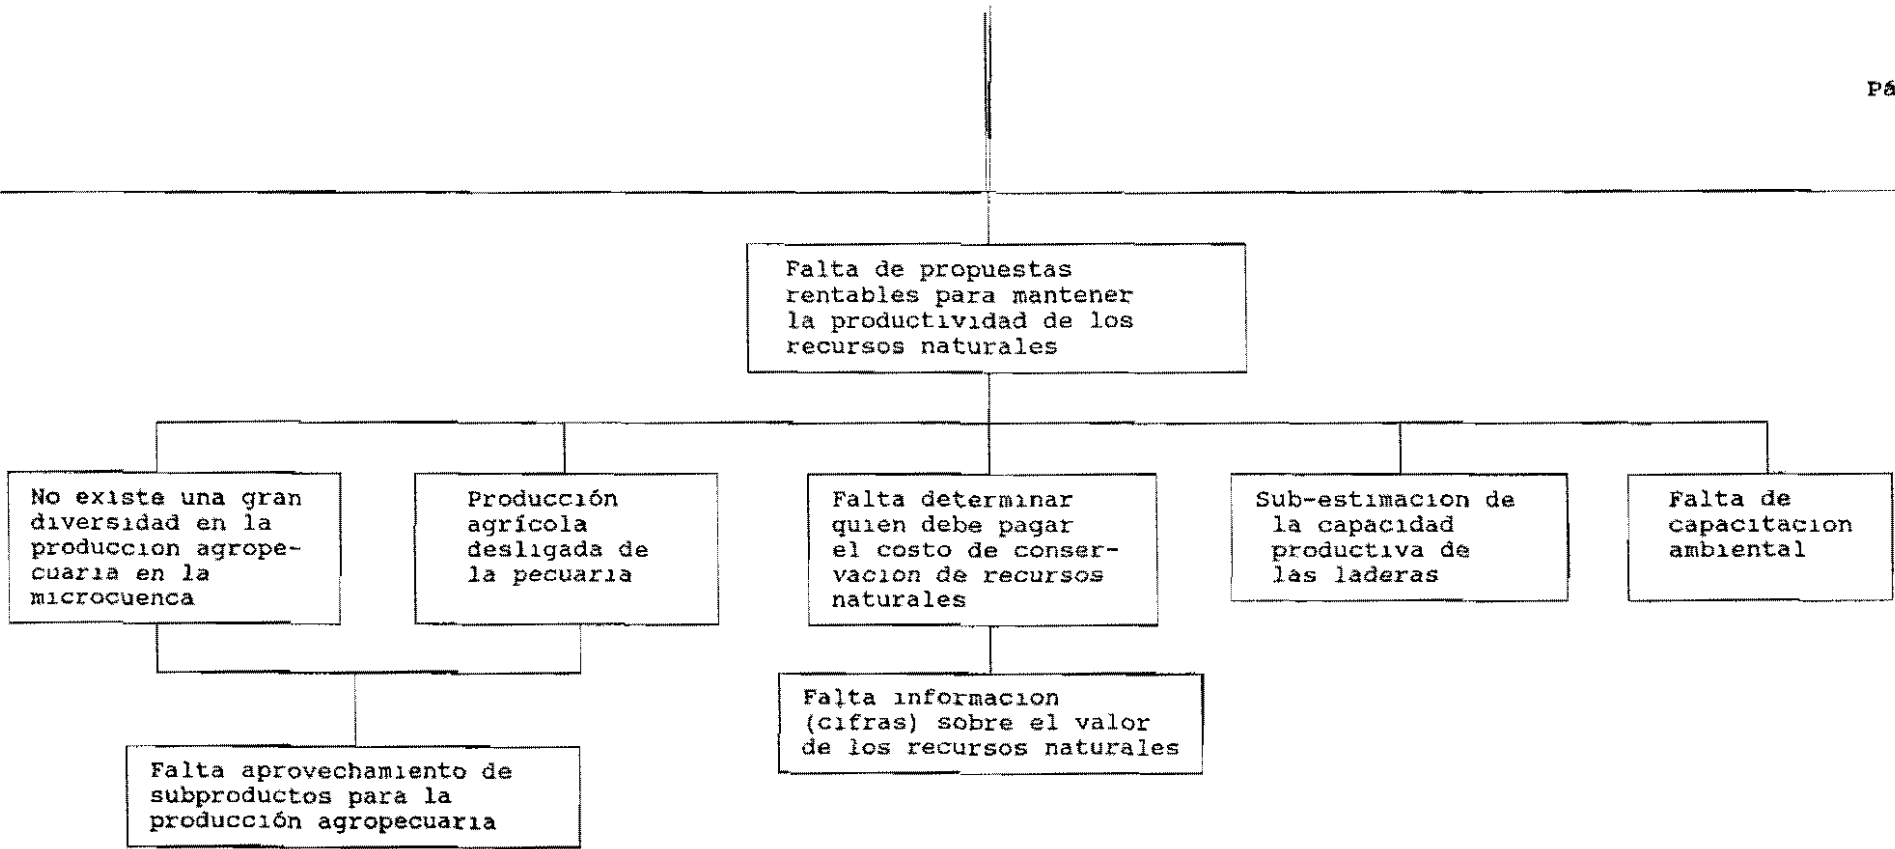 Pá
Falta de propuestas
rentables para mantener
la productividad de los
recursos naturales
No existe una gran
diversidad en la
produccion agrope-
cuaria en la
microcuenca
Producción
agrícola
desligada de
la pecuaria
Falta determinar
quien debe pagar
el costo de conser-
vacion de recursos
naturales
Sub-estimacion de
la capacidad
productiva de
las laderas
Falta de
capacitacion
ambiental
Falta informacion
(cifras) sobre el valor
de los recursos naturales
Falta aprovechamiento de
subproductos para la
producción agropecuaria